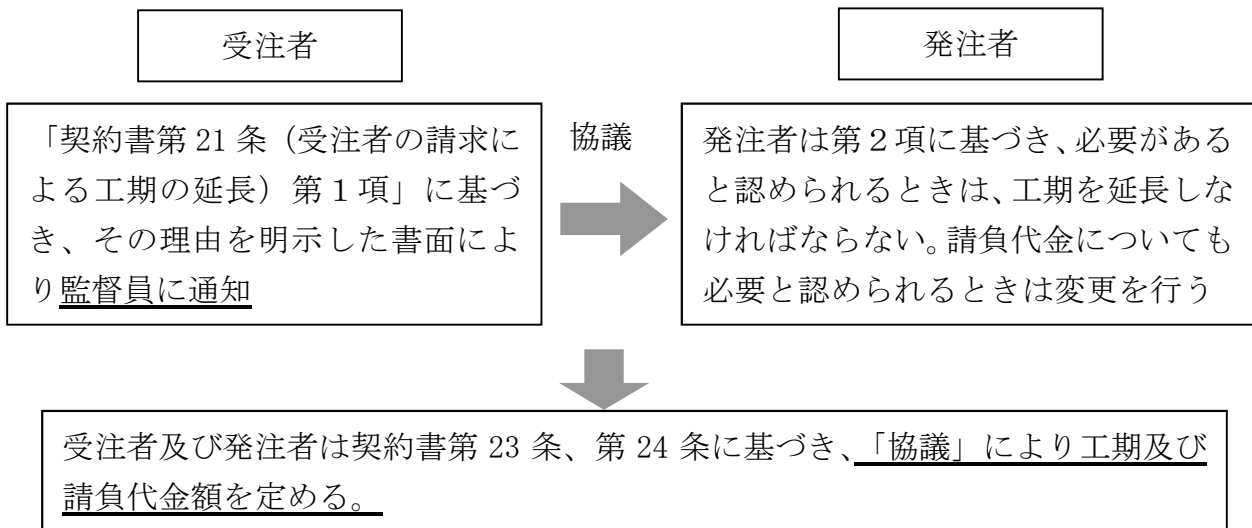 受注者
発注者
「契約書第 21 条（受注者の請求に
よる工期の延長）第１項」に基づ
き、その理由を明示した書面によ
り監督員に通知
協議
発注者は第２項に基づき、必要がある
と認められるときは、工期を延長しな
ければならない。請負代金についても
必要と認められるときは変更を行う
受注者及び発注者は契約書第 23 条、第 24 条に基づき、「協議」により工期及び
請負代金額を定める。